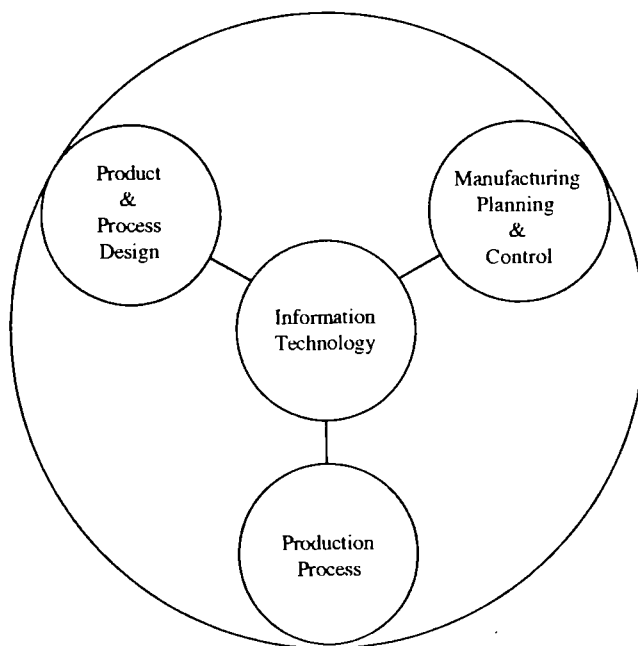 Product
&
Process
Design
Manufacturing
Planning
&
Control
Information
Technology
Production
Process